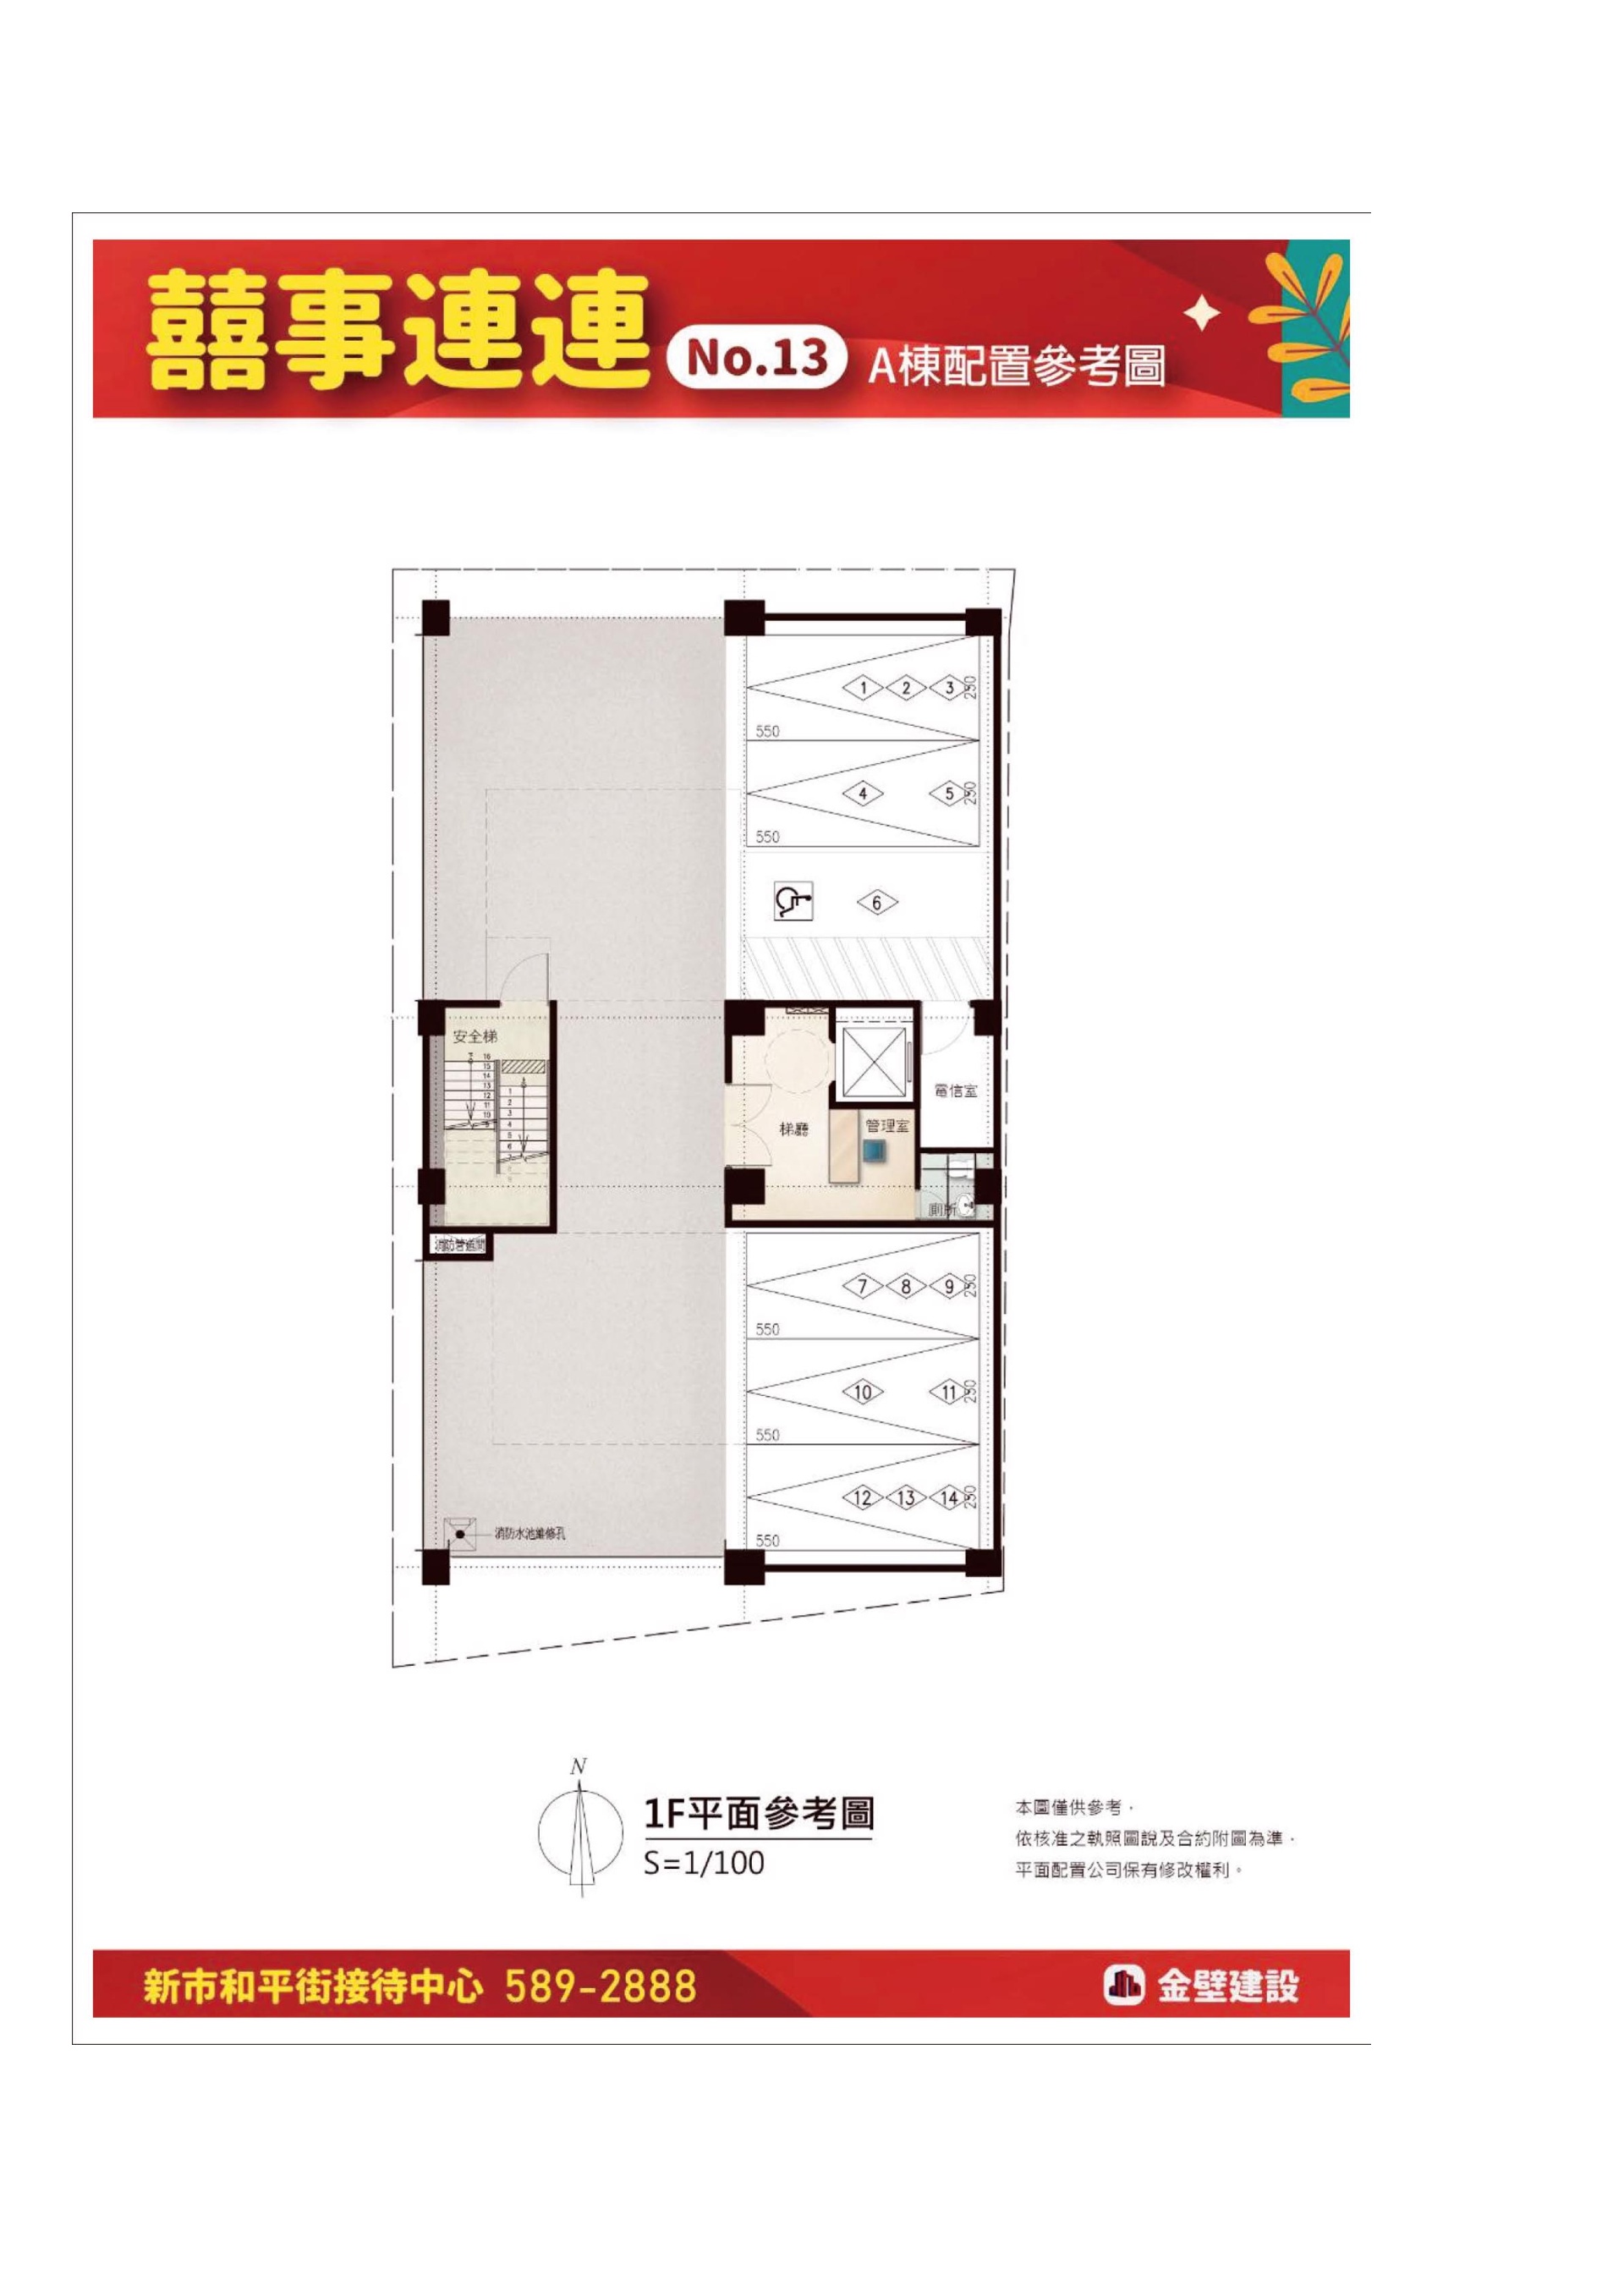 囍事連連 No.13 A棟配置參考圖
1 2 3 250
550
4 5 250
550
6
安全梯
16
15
14
13
12
11
10
9
1
2
3
4
5
6
7
電信室
梯廳
管理室
廁所
消防管道間
7 8 9 250
550
10 11 250
550
12 13 14 250
消防水池維修孔
550
N
1F平面參考圖
S=1/100
本圖僅供參考，
依核准之執照圖說及合約附圖為準，
平面配置公司保有修改權利。
新市和平街接待中心 589-2888
金壁建設